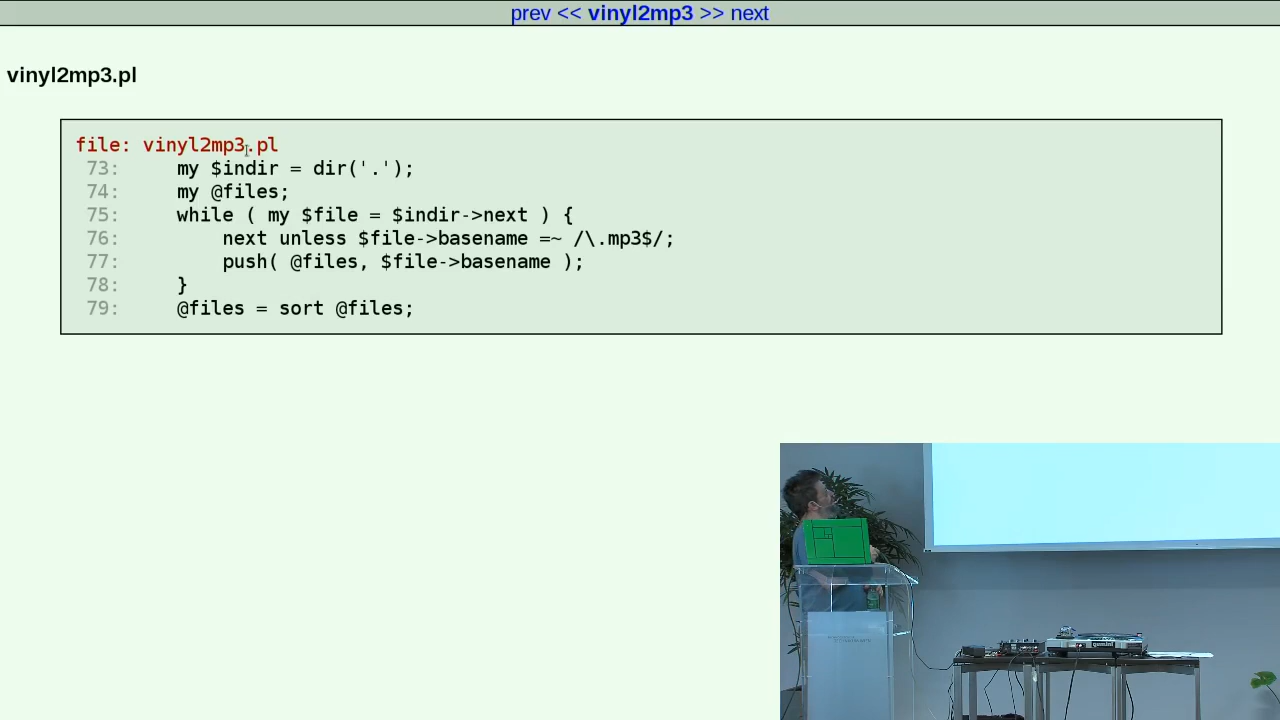 prev << vinyl2mp3 >> next
vinyl2mp3.pl
file: vinyl2mp3.pl
73:     my $indir = dir('.');
74:     my @files;
75:     while ( my $file = $indir->next ) {
76:         next unless $file->basename =~ /\.mp3$/;
77:         push( @files, $file->basename );
78:     }
79:     @files = sort @files;
gemini